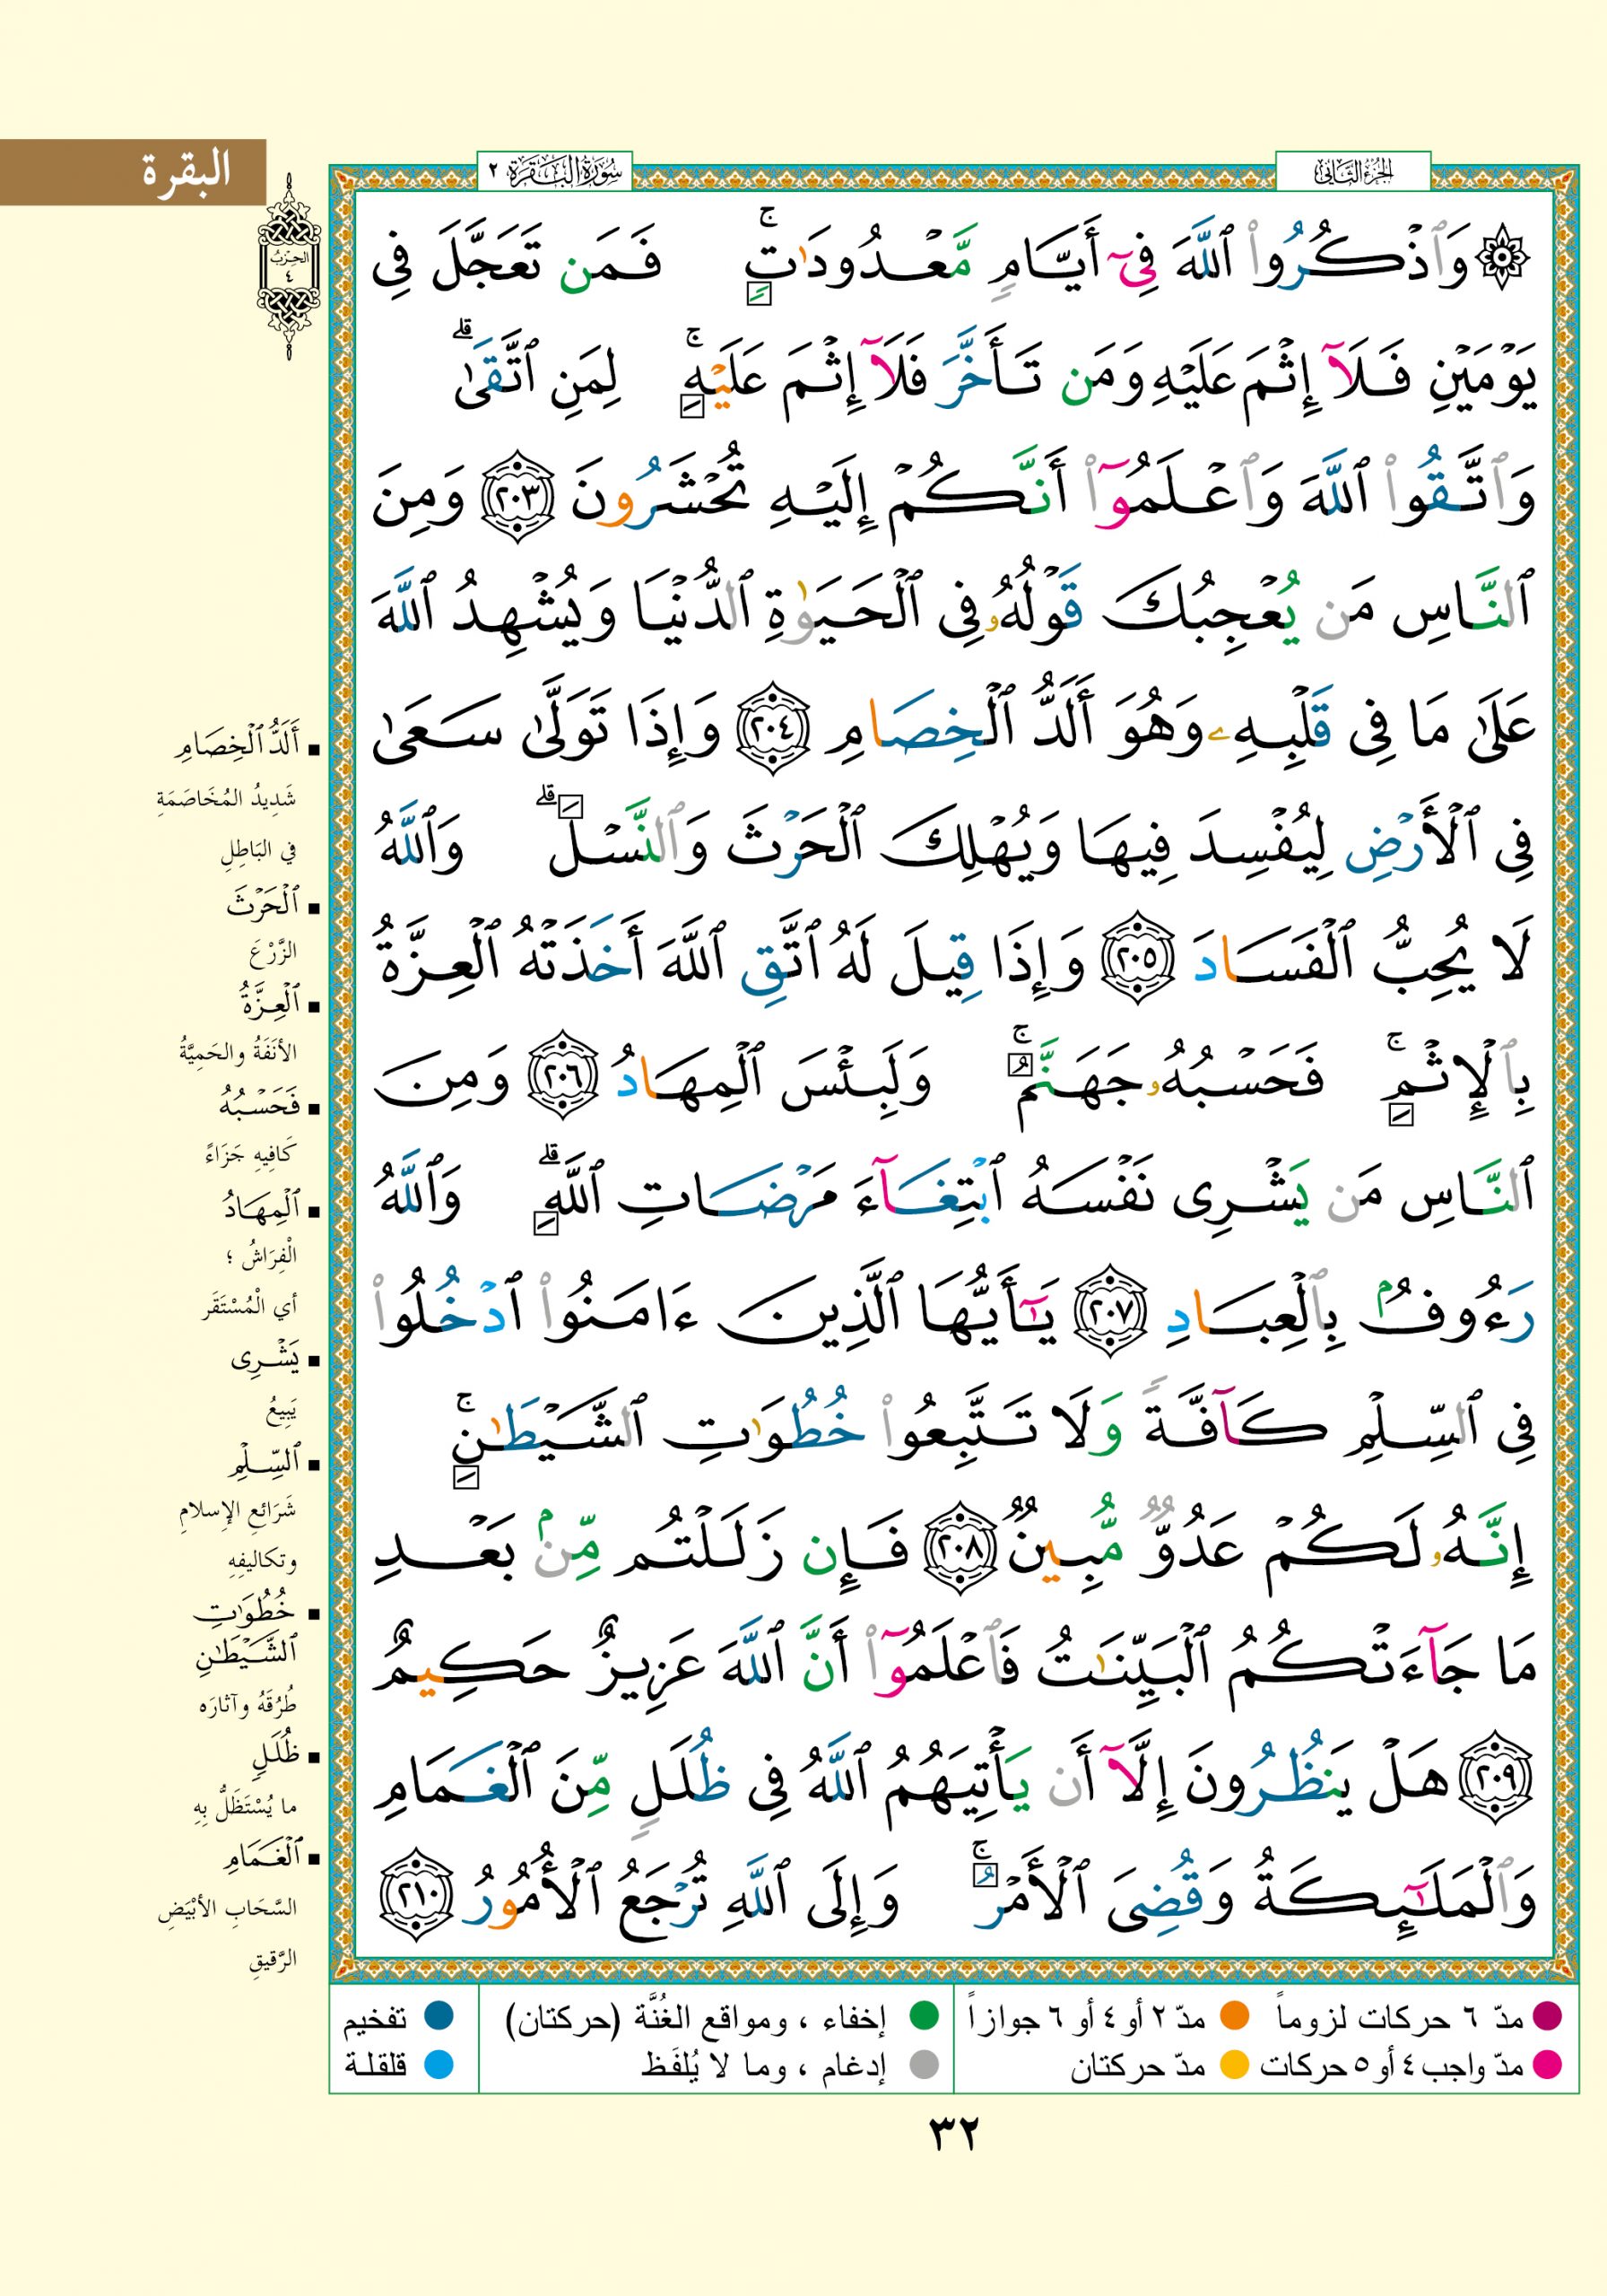 البقرة
الحزب
٤
الجزء الثاني
سورة البقرة ٢
۞ وَٱذۡكُرُواْ ٱللَّهَ فِيٓ أَيَّامٖ مَّعۡدُودَٰتٖۚ فَمَن تَعَجَّلَ فِي
يَوۡمَيۡنِ فَلَآ إِثۡمَ عَلَيۡهِ وَمَن تَأَخَّرَ فَلَآ إِثۡمَ عَلَيۡهِۚ لِمَنِ ٱتَّقَىٰۗ
وَٱتَّقُواْ ٱللَّهَ وَٱعۡلَمُوٓاْ أَنَّكُمۡ إِلَيۡهِ تُحۡشَرُونَ ٢٠٣ وَمِنَ
ٱلنَّاسِ مَن يُعۡجِبُكَ قَوۡلُهُۥ فِي ٱلۡحَيَوٰةِ ٱلدُّنۡيَا وَيُشۡهِدُ ٱللَّهَ
عَلَىٰ مَا فِي قَلۡبِهِۦ وَهُوَ أَلَدُّ ٱلۡخِصَامِ ٢٠٤ وَإِذَا تَوَلَّىٰ سَعَىٰ
فِي ٱلۡأَرۡضِ لِيُفۡسِدَ فِيهَا وَيُهۡلِكَ ٱلۡحَرۡثَ وَٱلنَّسۡلَۗ وَٱللَّهُ
لَا يُحِبُّ ٱلۡفَسَادَ ٢٠٥ وَإِذَا قِيلَ لَهُ ٱتَّقِ ٱللَّهَ أَخَذَتۡهُ ٱلۡعِزَّةُ
بِٱلۡإِثۡمِۚ فَحَسۡبُهُۥ جَهَنَّمُۚ وَلَبِئۡسَ ٱلۡمِهَادُ ٢٠٦ وَمِنَ
ٱلنَّاسِ مَن يَشۡرِي نَفۡسَهُ ٱبۡتِغَآءَ مَرۡضَاتِ ٱللَّهِۗ وَٱللَّهُ
رَءُوفُۢ بِٱلۡعِبَادِ ٢٠٧ يَٰٓأَيُّهَا ٱلَّذِينَ ءَامَنُواْ ٱدۡخُلُواْ
فِي ٱلسِّلۡمِ كَآفَّةٗ وَلَا تَتَّبِعُواْ خُطُوَٰتِ ٱلشَّيۡطَٰنِۚ
إِنَّهُۥ لَكُمۡ عَدُوّٞ مُّبِينٞ ٢٠٨ فَإِن زَلَلۡتُم مِّنۢ بَعۡدِ
مَا جَآءَتۡكُمُ ٱلۡبَيِّنَٰتُ فَٱعۡلَمُوٓاْ أَنَّ ٱللَّهَ عَزِيزٌ حَكِيمٌ
٢٠٩ هَلۡ يَنظُرُونَ إِلَّآ أَن يَأۡتِيَهُمُ ٱللَّهُ فِي ظُلَلٖ مِّنَ ٱلۡغَمَامِ
وَٱلۡمَلَٰٓئِكَةُ وَقُضِيَ ٱلۡأَمۡرُۚ وَإِلَى ٱللَّهِ تُرۡجَعُ ٱلۡأُمُورُ ٢١٠
▪ أَلَدُّ ٱلۡخِصَامِ
شَدِيدُ المُخَاصَمَةِ
في البَاطِلِ
▪ ٱلۡحَرۡثَ
الزَّرْعَ
▪ ٱلۡعِزَّةُ
الأنَفَةُ والحَمِيَّةُ
▪ فَحَسۡبُهُ
كَافِيهِ جَزَاءً
▪ ٱلۡمِهَادُ
الْفِرَاشُ ؛
أي الْمُسْتَقَر
▪ يَشۡرِي
يَبِيعُ
▪ ٱلسِّلۡمِ
شَرَائعِ الإسلامِ
وتكاليفِهِ
▪ خُطُوَٰتِ
ٱلشَّيۡطَٰنِ
طُرُقَهُ وآثارَه
▪ ظُلَلٍ
ما يُسْتَظَلُّ بِهِ
▪ ٱلۡغَمَامِ
السَّحَابِ الأَبْيَضِ
الرَّقيقِ
مدّ ٦ حركات لزوماً ● مدّ ٢ أو ٤ أو ٦ جوازاً ● إخفاء ، ومواقع الغُنَّة (حركتان) ● تفخيم
مدّ واجب ٤ أو ٥ حركات ● مدّ حركتان ● إدغام ، وما لا يُلفَظ ● قلقلة
٣٢